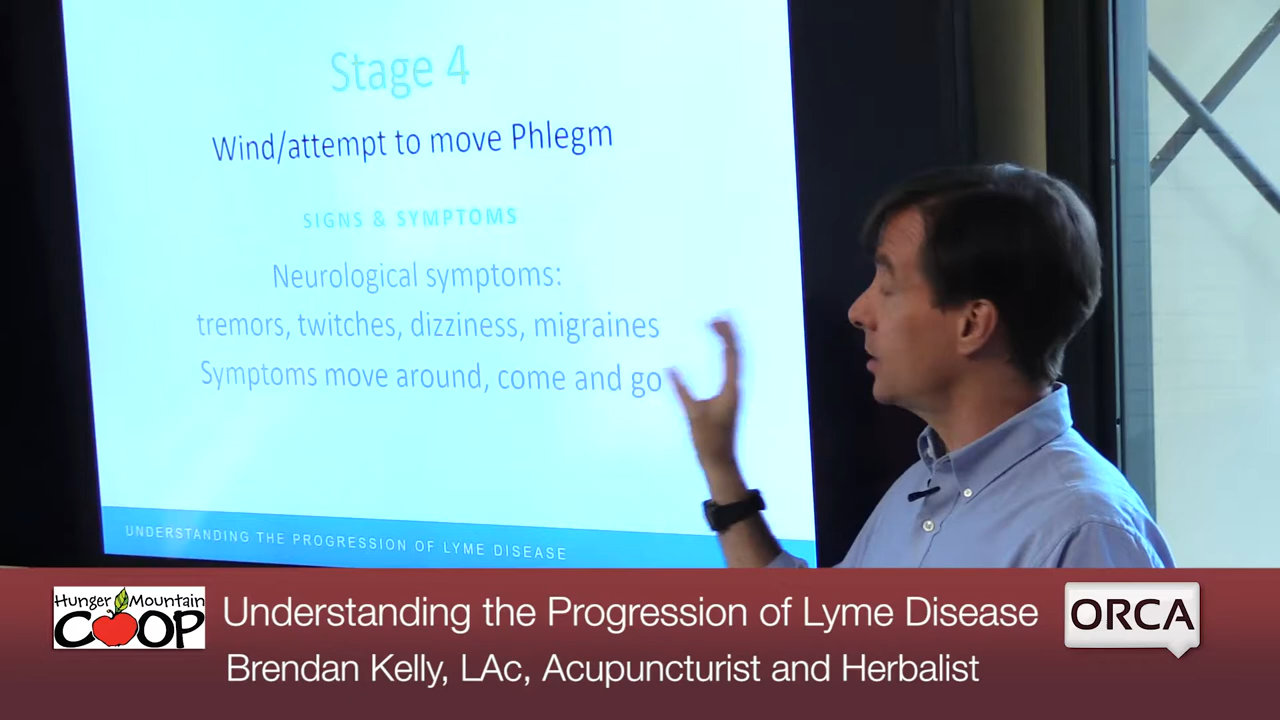 Stage 4
Wind/attempt to move Phlegm
SIGNS & SYMPTOMS
Neurological symptoms:
tremors, twitches, dizziness, migraines
Symptoms move around, come and go
UNDERSTANDING THE PROGRESSION OF LYME DISEASE
Hunger Mountain
COOP
Understanding the Progression of Lyme Disease
Brendan Kelly, LAc, Acupuncturist and Herbalist
ORCA